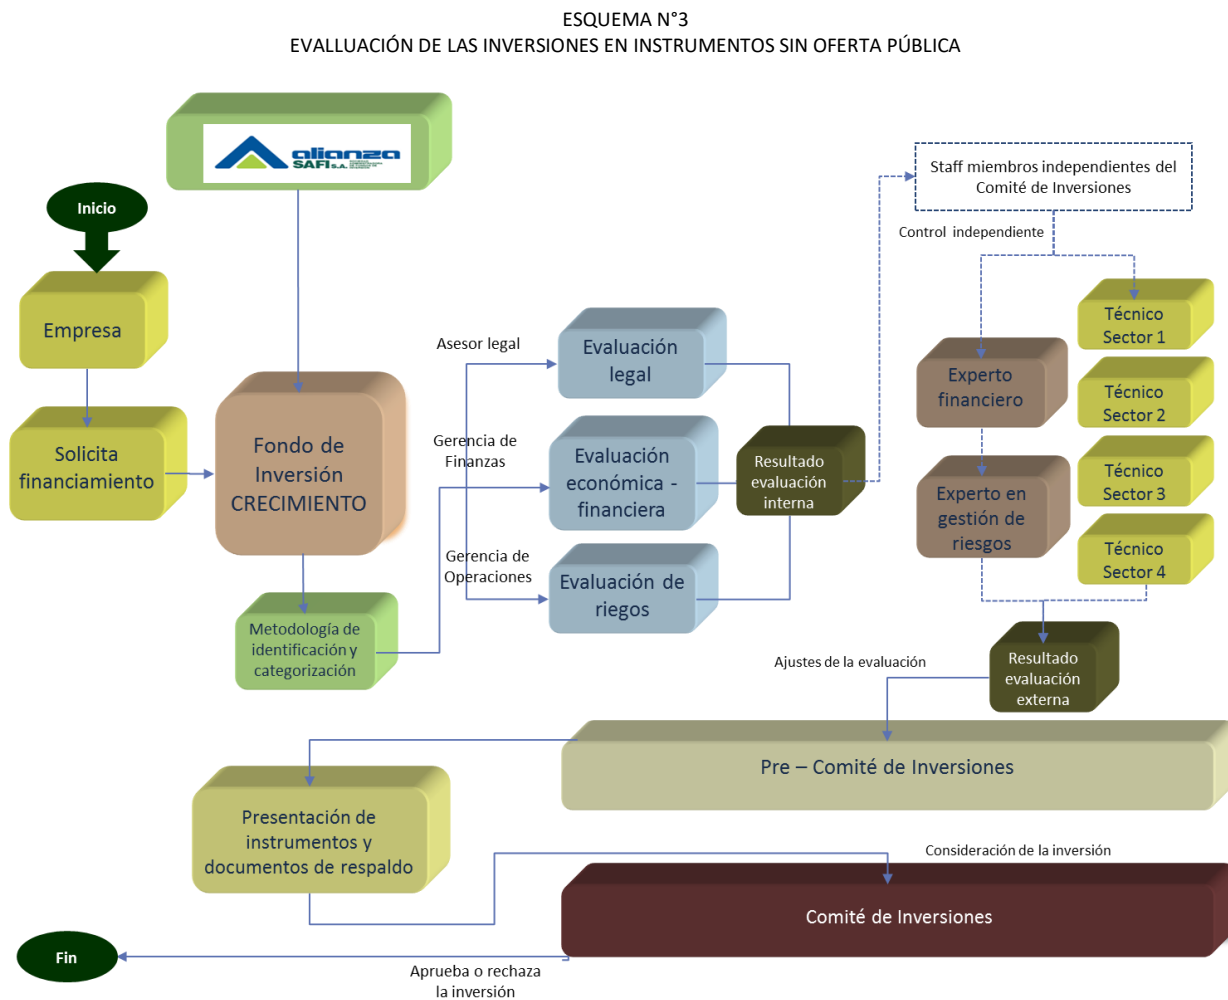 ESQUEMA N°3
EVALLUACIÓN DE LAS INVERSIONES EN INSTRUMENTOS SIN OFERTA PÚBLICA
alianza
SAFI S.A.
Inicio
Empresa
Solicita
financiamiento
Fondo de
Inversión
CRECIMIENTO
Metodología de
identificación y
categorización
Asesor legal
Evaluación
legal
Gerencia de
Finanzas
Evaluación
económica -
financiera
Gerencia de
Operaciones
Evaluación de
riegos
Resultado
evaluación
interna
Staff miembros independientes del
Comité de Inversiones
Control independiente
Experto
financiero
Experto en
gestión de
riesgos
Técnico
Sector 1
Técnico
Sector 2
Técnico
Sector 3
Técnico
Sector 4
Resultado
evaluación
externa
Ajustes de la evaluación
Pre – Comité de Inversiones
Presentación de
instrumentos y
documentos de respaldo
Consideración de la inversión
Comité de Inversiones
Fin
Aprueba o rechaza
la inversión